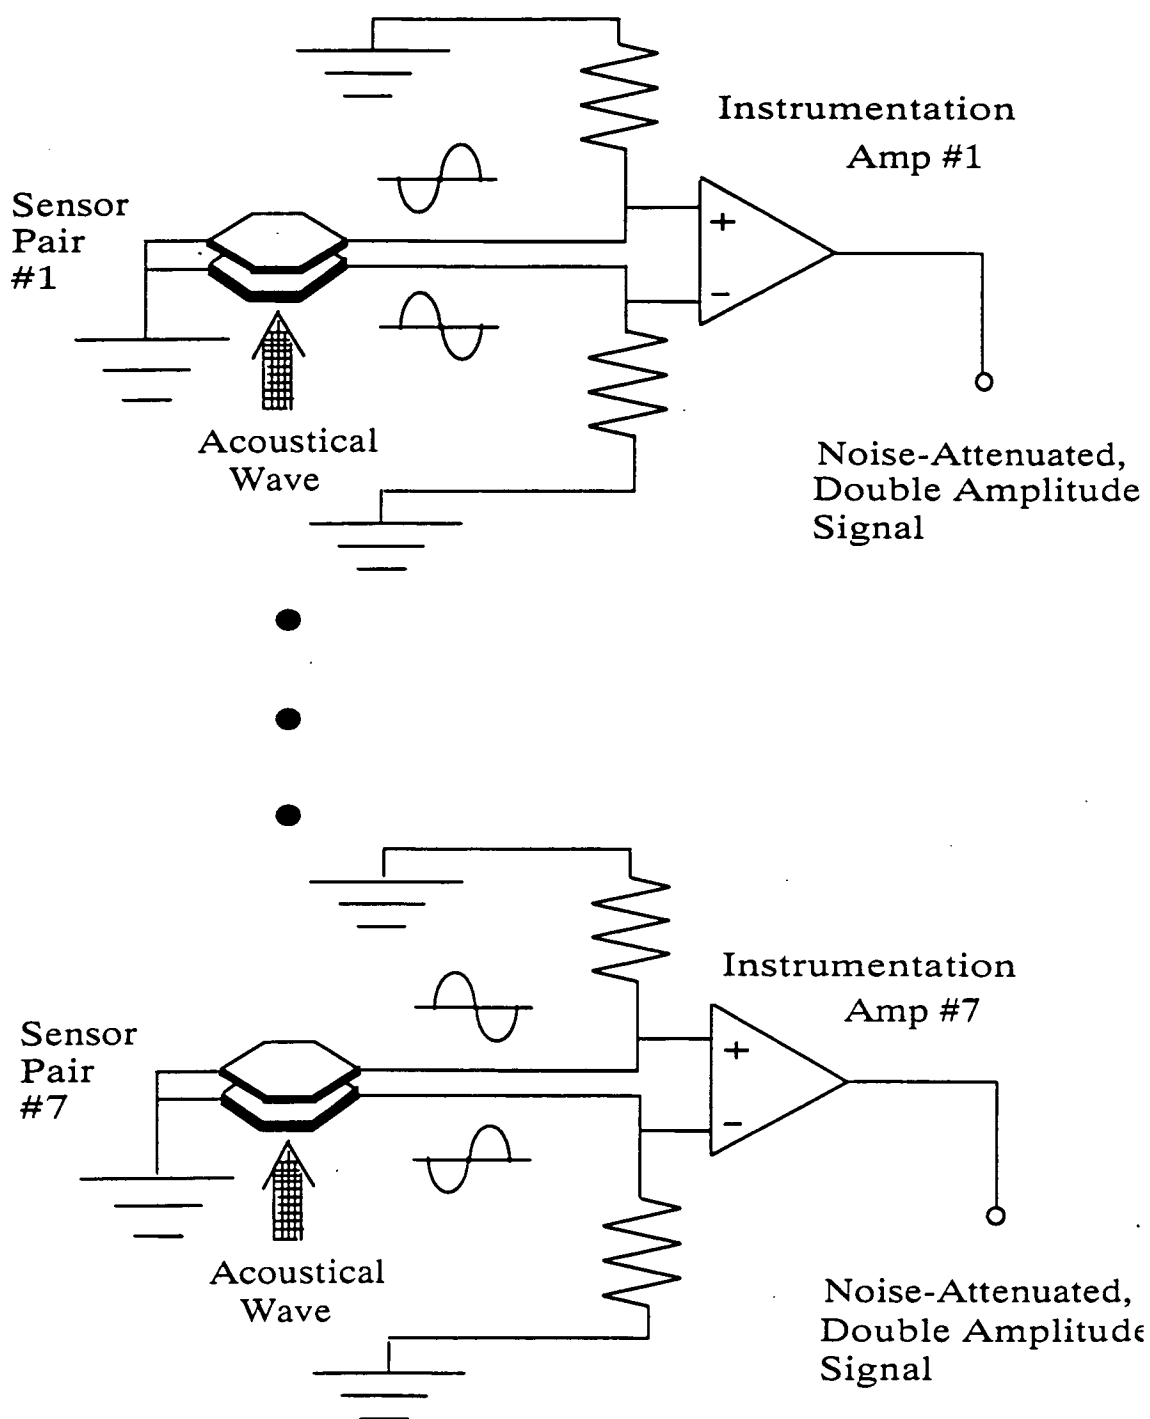 Instrumentation
Amp #1
Sensor
Pair
#1
+
−
Acoustical
Wave
Noise-Attenuated,
Double Amplitude
Signal
Instrumentation
Amp #7
Sensor
Pair
#7
+
−
Acoustical
Wave
Noise-Attenuated,
Double Amplitude
Signal